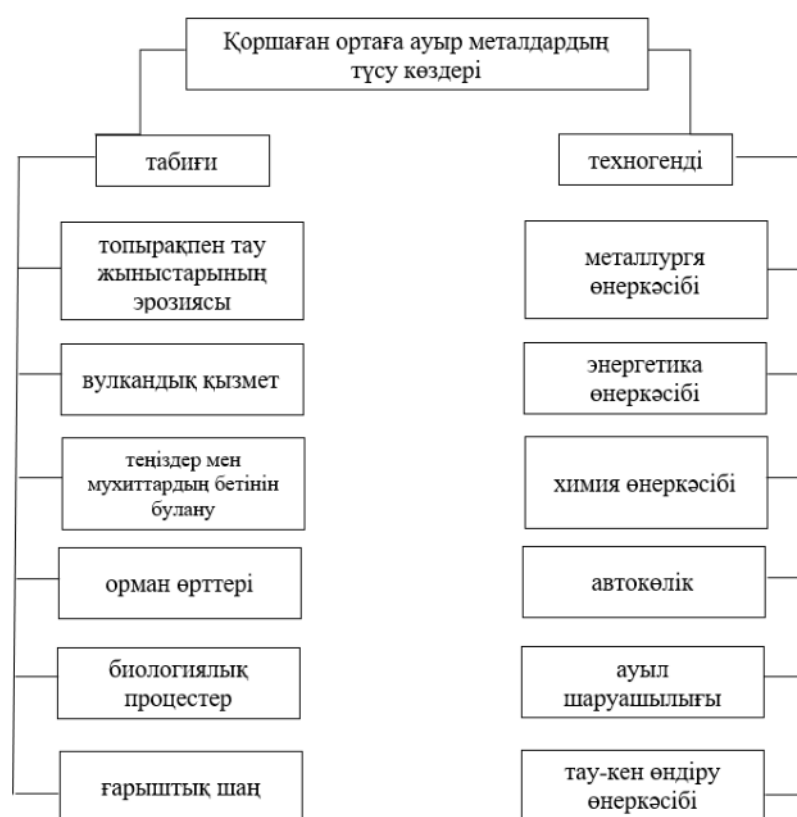 Қоршаған ортаға ауыр металдардың
түсу көздері
табиғи
техногенді
топырақпен тау
жыныстарының
эрозиясы
металлургя
өнеркәсібі
вулкандық қызмет
энергетика
өнеркәсібі
теңіздер мен
мухиттардың бетінін
булану
химия өнеркәсібі
орман өрттері
автокөлік
биологиялық
процестер
ауыл
шаруашылығы
ғарыштық шаң
тау-кен өндіру
өнеркәсібі